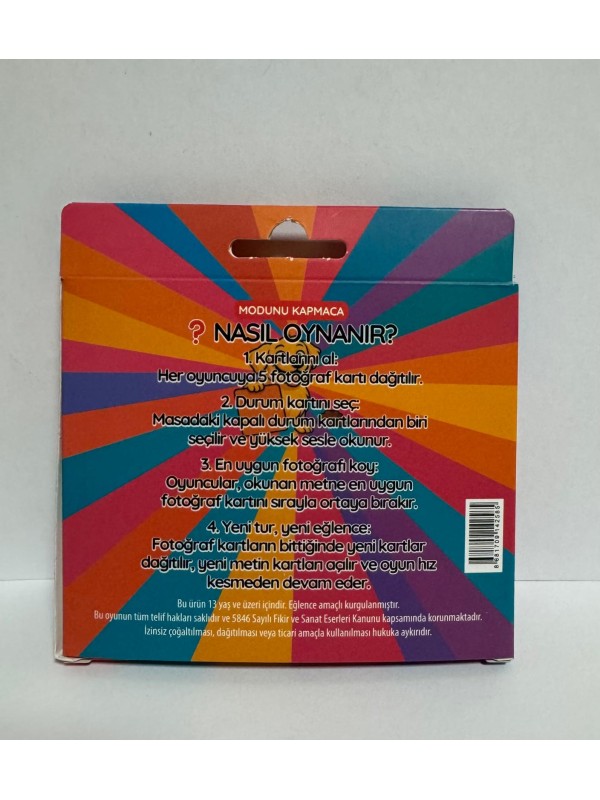 MODUNU KAPMACA
? NASIL OYNANIR?
1. Kartlarını al:
Her oyuncuya 5 fotoğraf kartı dağıtılır.
2. Durum kartını seç:
Masadaki kapalı durum kartlarından biri
seçilir ve yüksek sesle okunur.
3. En uygun fotoğrafı koy:
Oyuncular, okunan metne en uygun
fotoğraf kartını sırayla ortaya bırakır.
4. Yeni tur, yeni eğlence:
Fotoğraf kartların bittiğinde yeni kartlar
dağıtılır, yeni metin kartları açılır ve oyun hız
kesmeden devam eder.
Bu ürün 13 yaş ve üzeri içindir. Eğlence amaçlı kurgulanmıştır.
Bu oyunun tüm telif hakları saklıdır ve 5846 Sayılı Fikir ve Sanat Eserleri Kanunu kapsamında korunmaktadır.
İzinsiz çoğaltılması, dağıtılması veya ticari amaçla kullanılması hukuka aykırıdır.
8681709142585